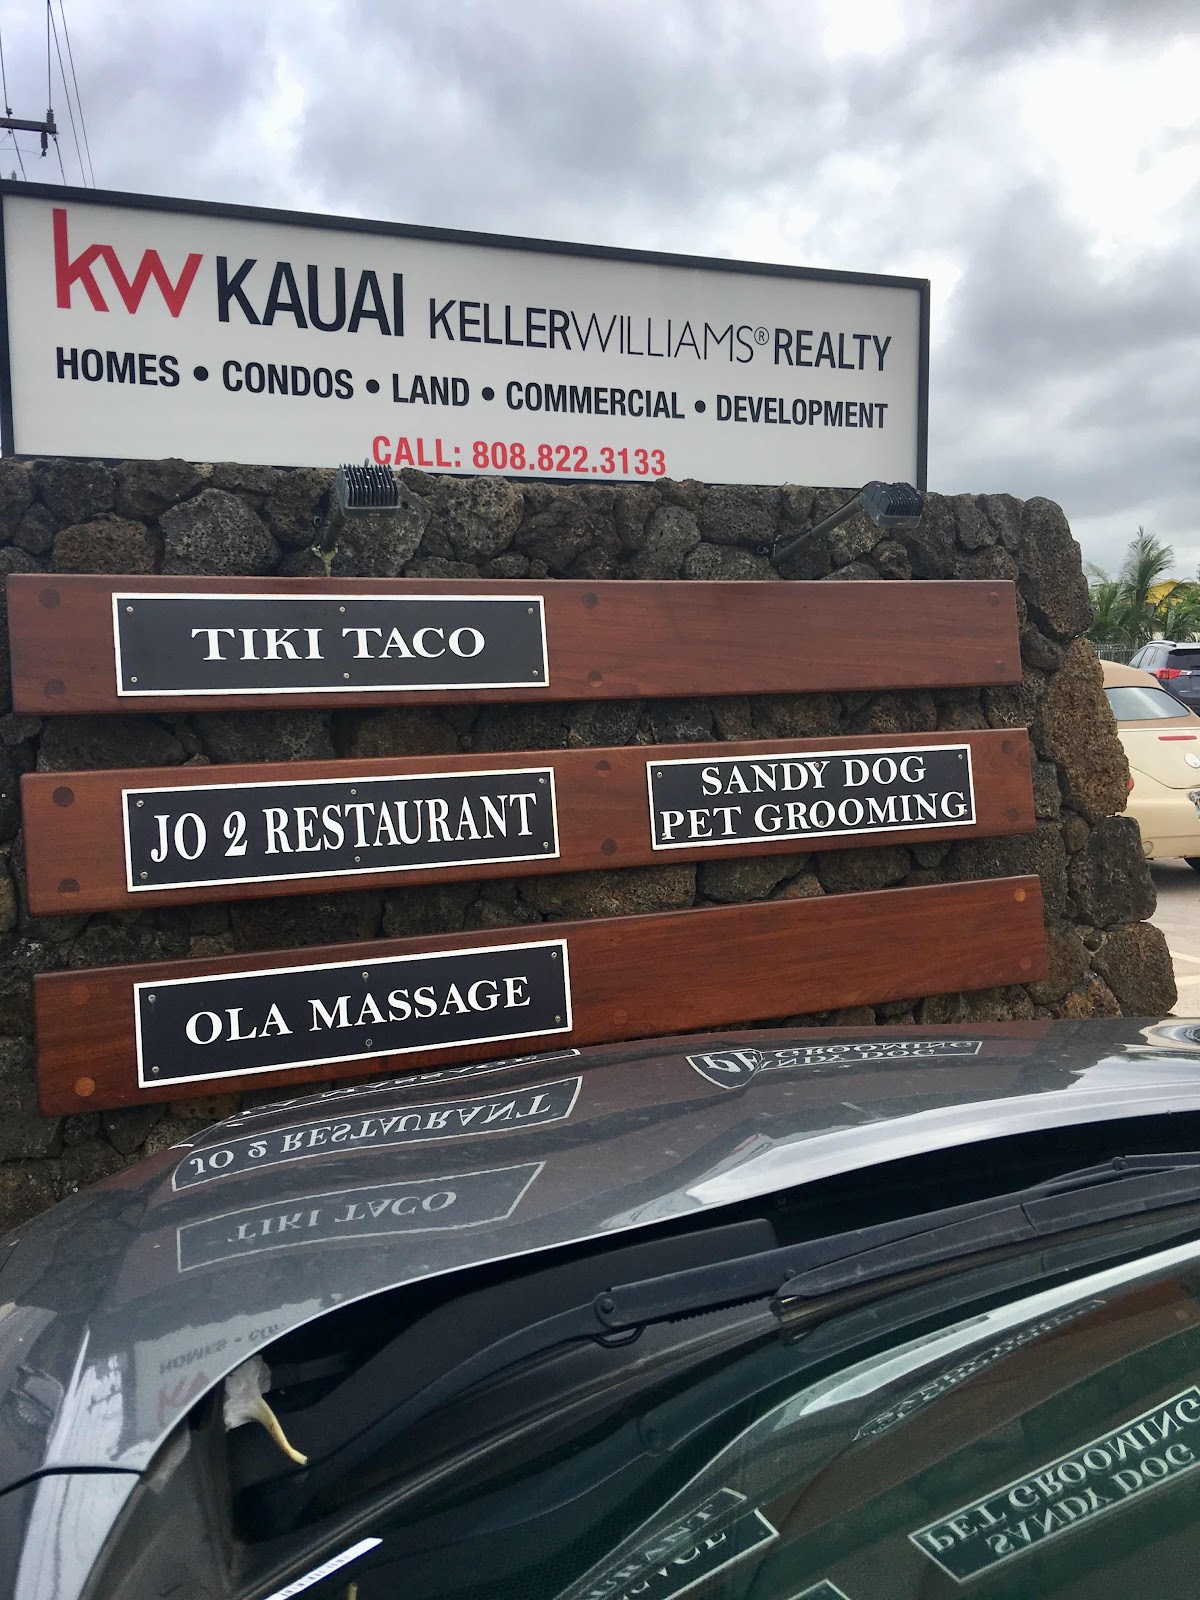 kw KAUAI KELLERWILLIAMS® REALTY
HOMES • CONDOS • LAND • COMMERCIAL • DEVELOPMENT
CALL: 808.822.3133
TIKI TACO
JO 2 RESTAURANT
SANDY DOG
PET GROOMING
OLA MASSAGE